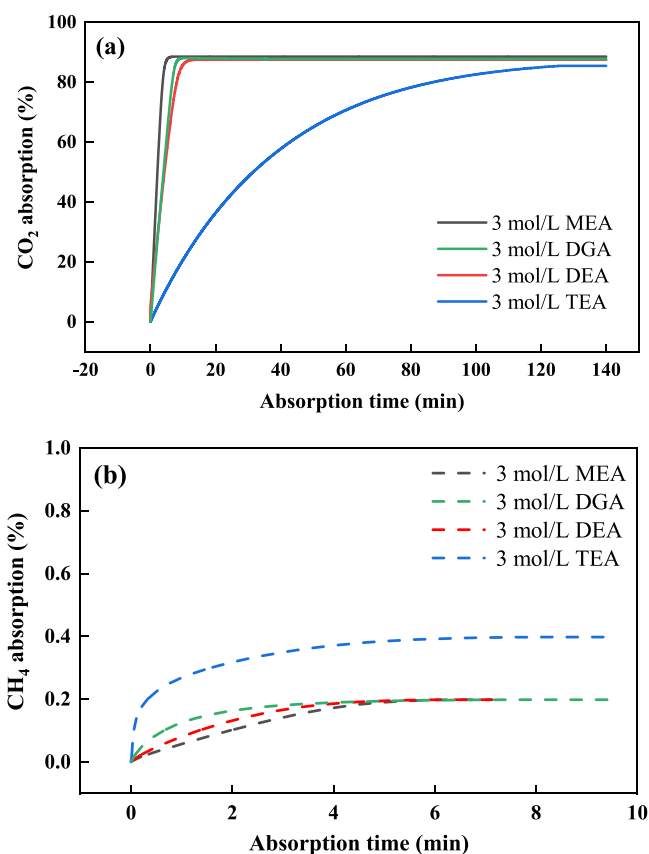 (a)
100
80
60
40
20
0
CO₂ absorption (%)
3 mol/L MEA
3 mol/L DGA
3 mol/L DEA
3 mol/L TEA
-20 0 20 40 60 80 100 120 140
Absorption time (min)
(b)
1.0
0.8
0.6
0.4
0.2
0.0
CH₄ absorption (%)
3 mol/L MEA
3 mol/L DGA
3 mol/L DEA
3 mol/L TEA
0 2 4 6 8 10
Absorption time (min)